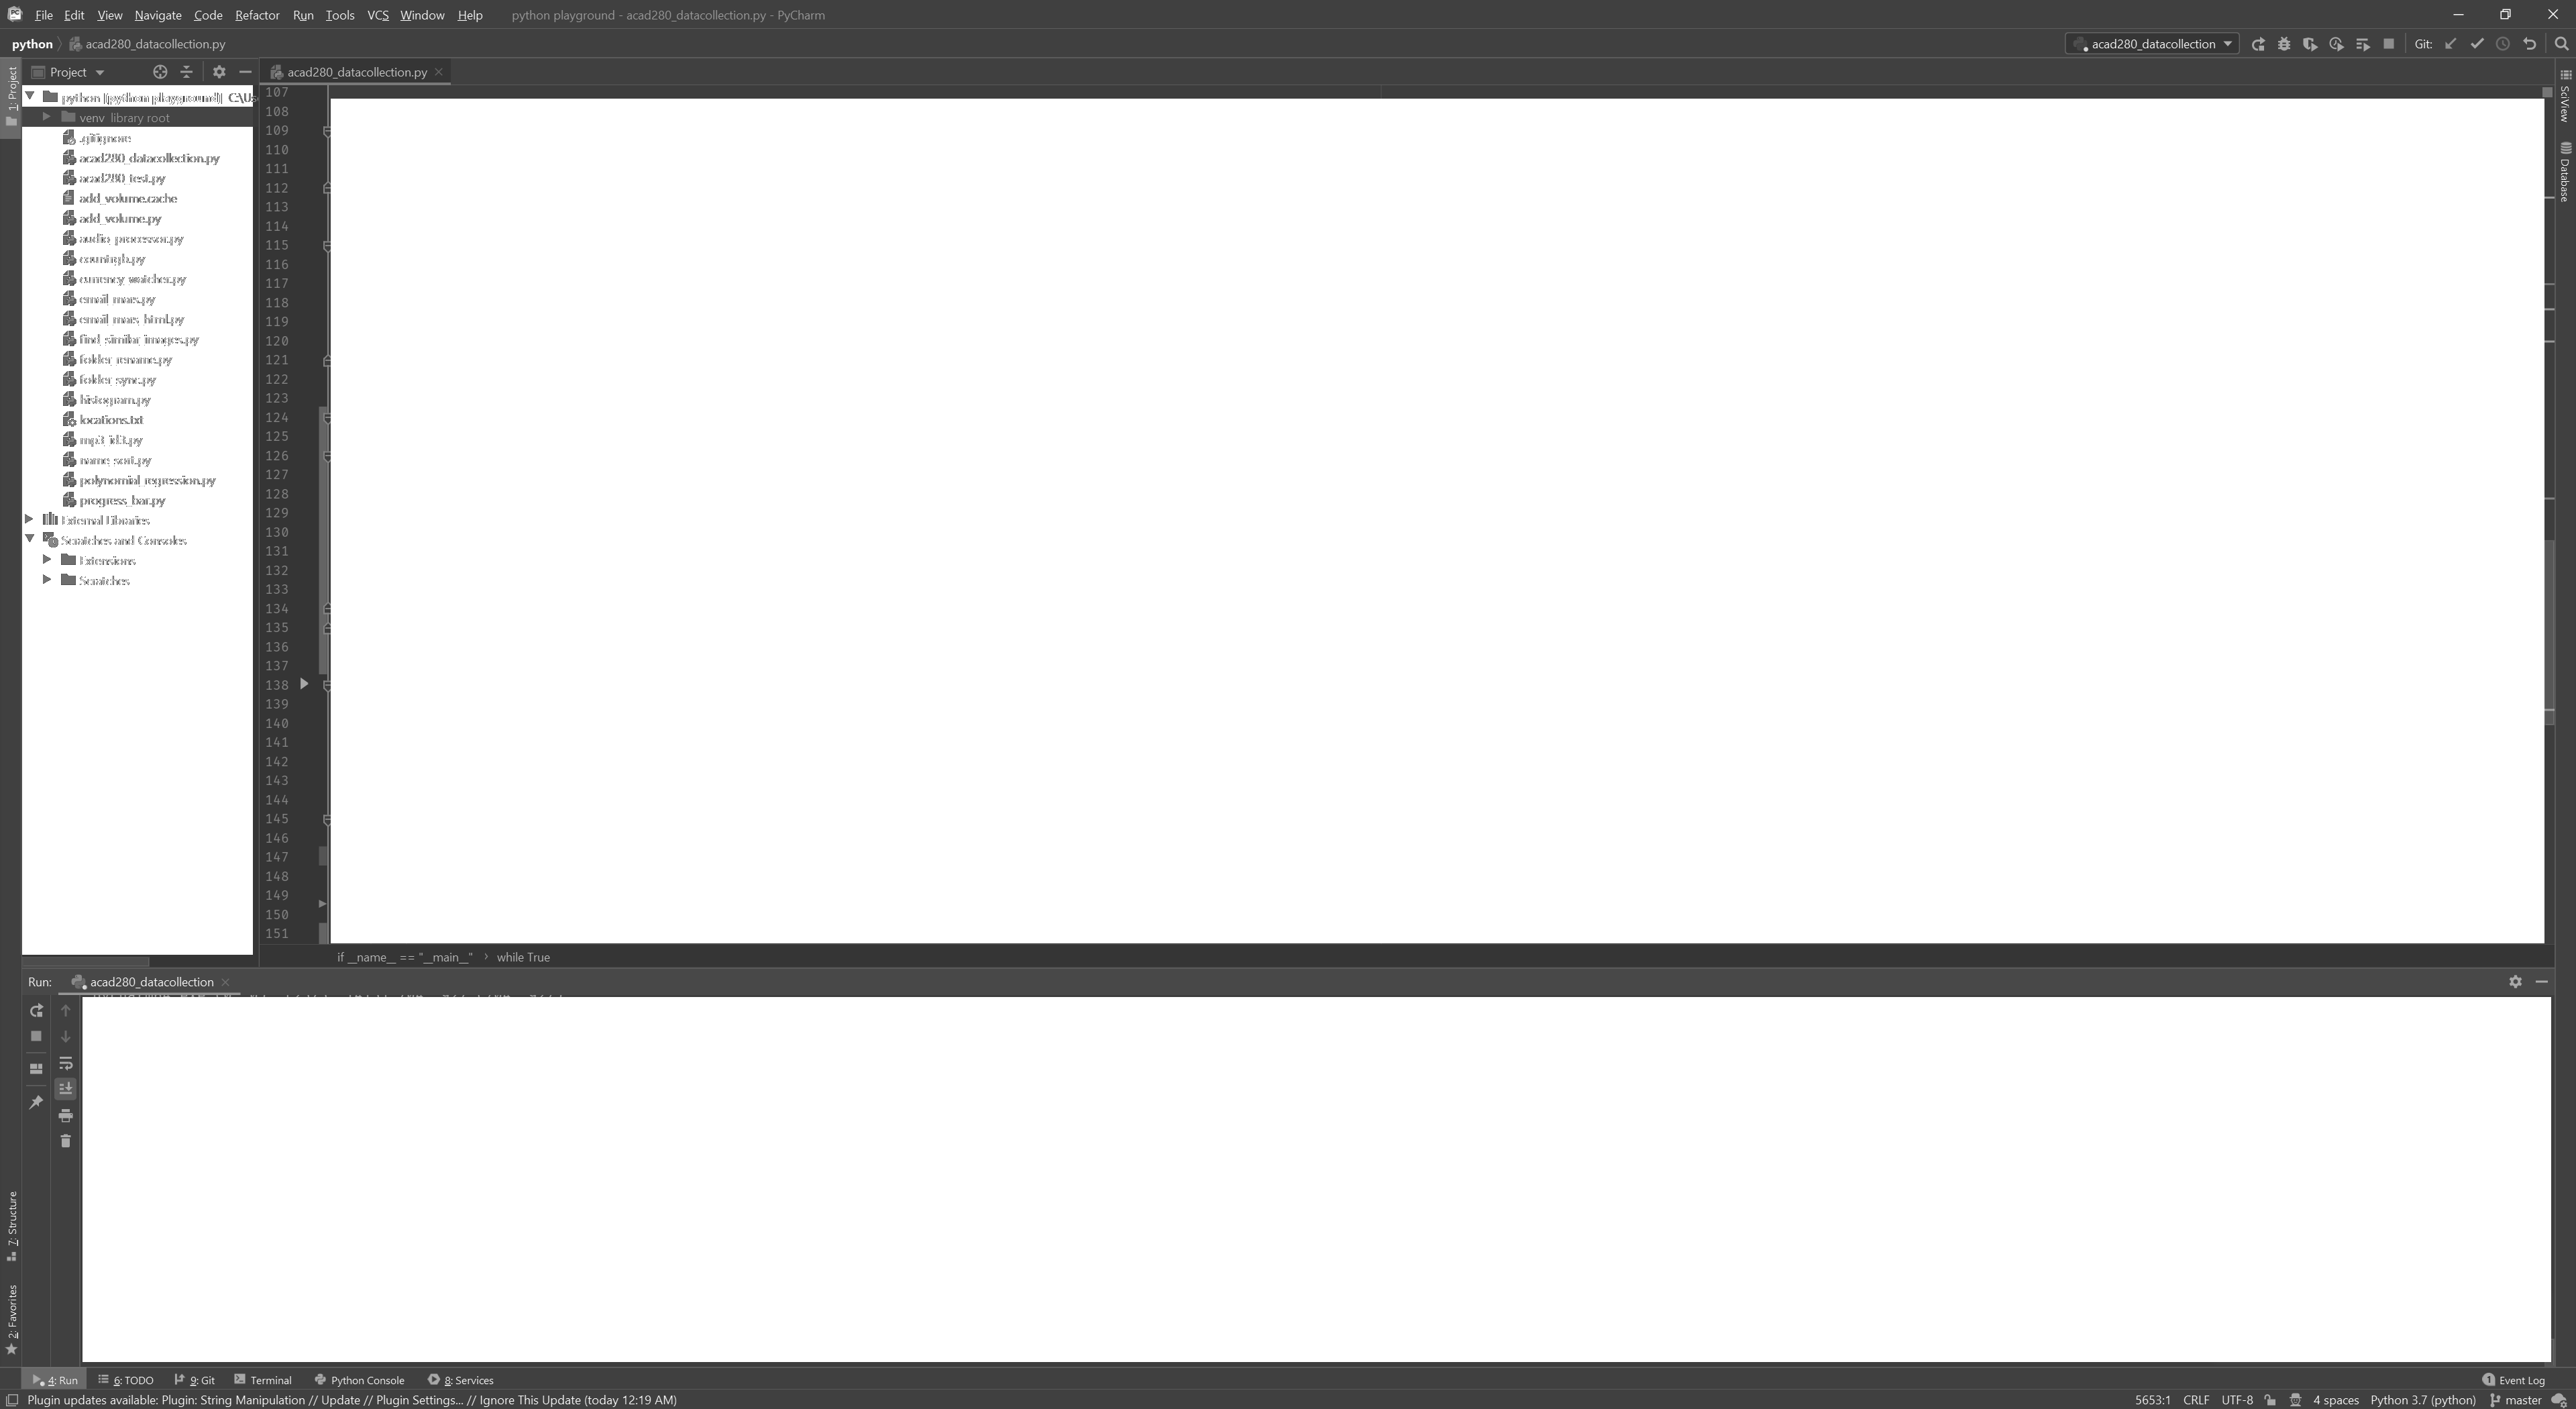 File Edit View Navigate Code Refactor Run Tools VCS Window Help python playground - acad280_datacollection.py - PyCharm
python acad280_datacollection.py
acad280_datacollection Git:
1: Project
Project
acad280_datacollection.py
python (python playground) C:\Us
venv library root
.gitignore
acad280_datacollection.py
acad280_test.py
add_volume.cache
add_volume.py
audio_processor.py
currency_watcher.py
email_mars.py
email_mars_html.py
find_similar_images.py
folder_rename.py
folder_sync.py
histogram.py
locations.txt
mp3_id3.py
name_sort.py
polynomial_regression.py
progress_bar.py
External Libraries
Scratches and Consoles
Extensions
Scratches
107
108
109
110
111
112
113
114
115
116
117
118
119
120
121
122
123
124
125
126
127
128
129
130
131
132
133
134
135
136
137
138
139
140
141
142
143
144
145
146
147
148
149
150
151
if __name__ == "__main__" › while True
SciView
Database
Run: acad280_datacollection
7: Structure
2: Favorites
4: Run 6: TODO 9: Git Terminal Python Console 8: Services 1 Event Log
Plugin updates available: Plugin: String Manipulation // Update // Plugin Settings... // Ignore This Update (today 12:19 AM) 5653:1 CRLF UTF-8 4 spaces Python 3.7 (python) master